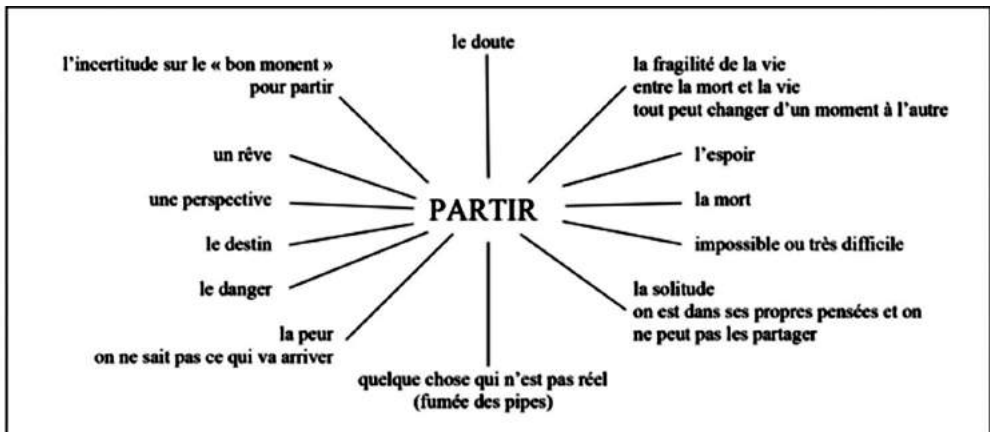 le doute
l'incertitude sur le « bon monent »
pour partir
la fragilité de la vie
entre la mort et la vie
tout peut changer d'un moment à l'autre
un rêve
l'espoir
une perspective
PARTIR
la mort
le destin
impossible ou très difficile
le danger
la solitude
on est dans ses propres pensées et on
ne peut pas les partager
la peur
on ne sait pas ce qui va arriver
quelque chose qui n'est pas réel
(fumée des pipes)